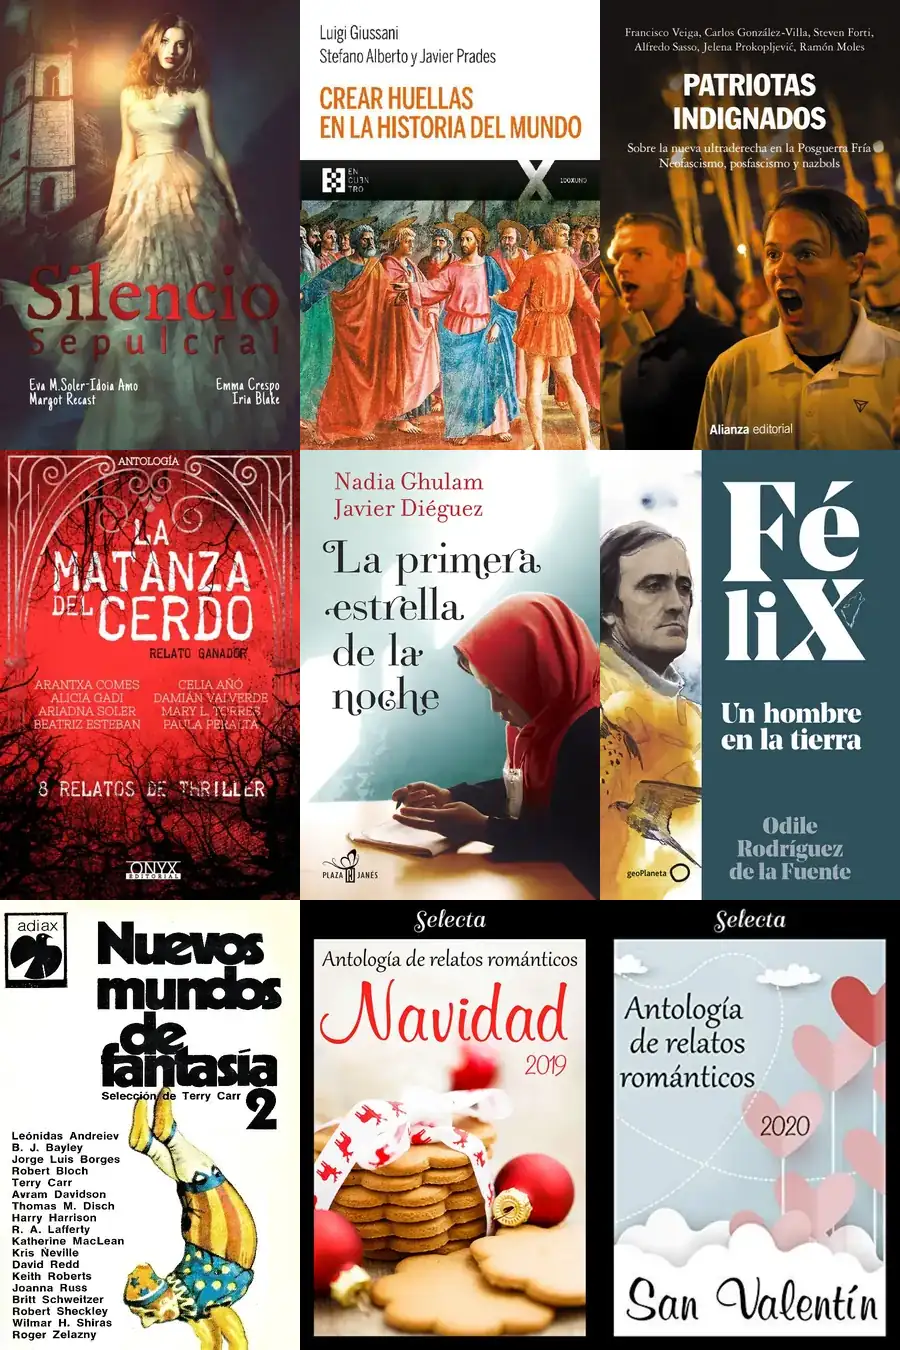 Silencio
Sepulcral
Eva M.Soler-Idoia Amo
Margot Recast
Emma Crespo
Iria Blake
Luigi Giussani
Stefano Alberto y Javier Prades
CREAR HUELLAS
EN LA HISTORIA DEL MUNDO
EN
CUEN
TRO
X
100XUNO
Francisco Veiga, Carlos González-Villa, Steven Forti,
Alfredo Sasso, Jelena Prokopljević, Ramón Moles
PATRIOTAS
INDIGNADOS
Sobre la nueva ultraderecha en la Posguerra Fría
Neofascismo, posfascismo y nazbols
Alianza editorial
ANTOLOGÍA
LA
MATANZA
DEL CERDO
RELATO GANADOR
ARANTXA COMES
ALICIA GADI
ARIADNA SOLER
BEATRIZ ESTEBAN
CELIA AÑÓ
DAMIÁN VALVERDE
MARY L. TORRES
PAULA PERALTA
8 RELATOS DE THRILLER
ONYX
EDITORIAL
Nadia Ghulam
Javier Diéguez
La primera
estrella
de la
noche
PLAZA JANÉS
Fé
liX
Un hombre
en la tierra
Odile
Rodríguez
de la Fuente
geoPlaneta
adiax
Nuevos
mundos
de
fantasía
2
Selección de Terry Carr
Leónidas Andreiev
B. J. Bayley
Jorge Luis Borges
Robert Bloch
Terry Carr
Avram Davidson
Thomas M. Disch
Harry Harrison
R. A. Lafferty
Katherine MacLean
Kris Neville
David Redd
Keith Roberts
Joanna Russ
Britt Schweitzer
Robert Sheckley
Wilmar H. Shiras
Roger Zelazny
Selecta
Antología de relatos románticos
Navidad
2019
Selecta
Antología
de relatos
románticos
2020
San Valentín